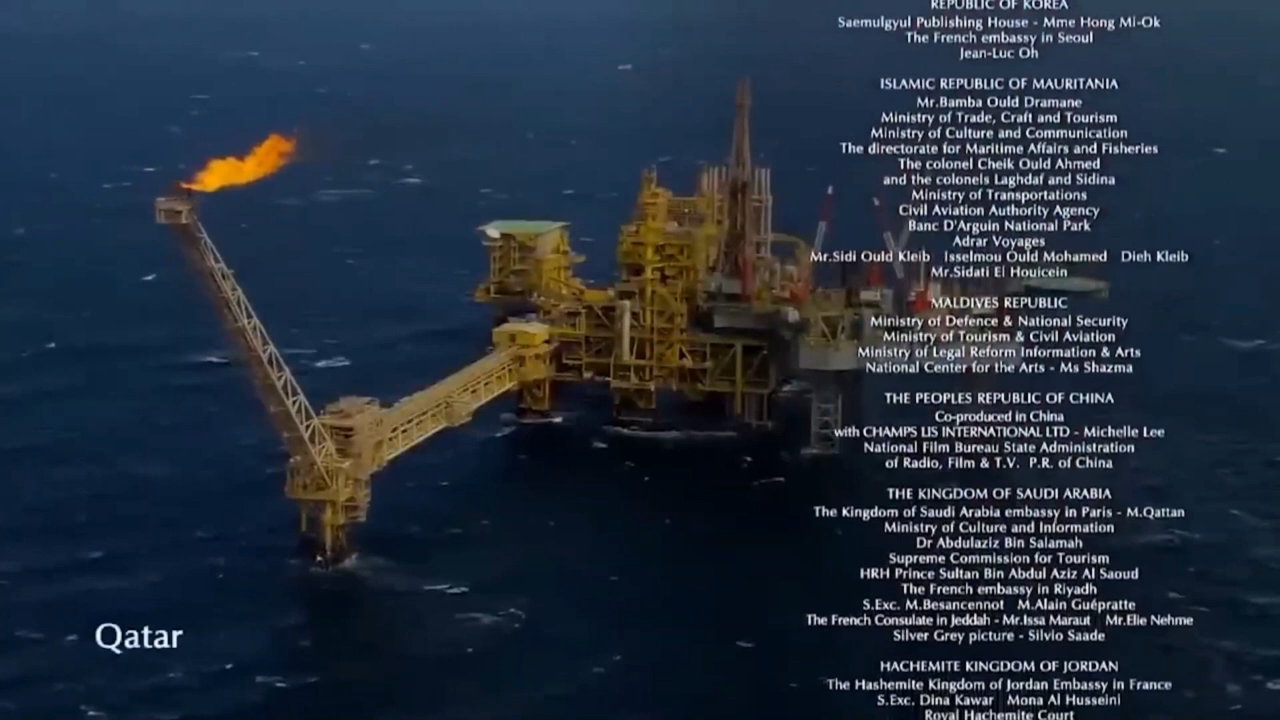 REPUBLIC OF KOREA
Saemulgyul Publishing House - Mme Hong Mi-Ok
The French embassy in Seoul
Jean-Luc Oh
ISLAMIC REPUBLIC OF MAURITANIA
Mr.Bamba Ould Dramane
Ministry of Trade, Craft and Tourism
Ministry of Culture and Communication
The directorate for Maritime Affairs and Fisheries
The colonel Cheik Ould Ahmed
and the colonels Laghdaf and Sidina
Ministry of Transportations
Civil Aviation Authority Agency
Banc D'Arguin National Park
Adrar Voyages
Mr.Sidi Ould Kleib Isselmou Ould Mohamed Dieh Kleib
Mr.Sidati El Houicein
MALDIVES REPUBLIC
Ministry of Defence & National Security
Ministry of Tourism & Civil Aviation
Ministry of Legal Reform Information & Arts
National Center for the Arts - Ms Shazma
THE PEOPLES REPUBLIC OF CHINA
Co-produced in China
with CHAMPS LIS INTERNATIONAL LTD - Michelle Lee
National Film Bureau State Administration
of Radio, Film & T.V. P.R. of China
THE KINGDOM OF SAUDI ARABIA
The Kingdom of Saudi Arabia embassy in Paris - M.Qattan
Ministry of Culture and Information
Dr Abdulaziz Bin Salamah
Supreme Commission for Tourism
HRH Prince Sultan Bin Abdul Aziz Al Saoud
The French embassy in Riyadh
S.Exc. M.Besancennot M.Alain Guépratte
The French Consulate in Jeddah - Mr.Issa Maraut Mr.Elie Nehme
Silver Grey picture - Silvio Saade
Qatar
HACHEMITE KINGDOM OF JORDAN
The Hashemite Kingdom of Jordan Embassy in France
S.Exc. Dina Kawar Mona Al Husseini
Royal Hachemite Court